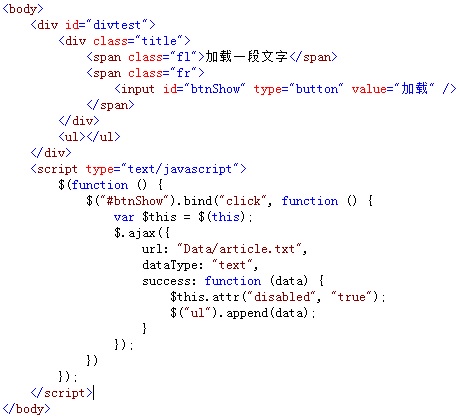 <body>
    <div id="divtest">
        <div class="title">
            <span class="fl">加载一段文字</span>
            <span class="fr">
                <input id="btnShow" type="button" value="加载" />
            </span>
        </div>
        <ul></ul>
    </div>
    <script type="text/javascript">
        $(function () {
            $("#btnShow").bind("click", function () {
                var $this = $(this);
                $.ajax({
                    url: "Data/article.txt",
                    dataType: "text",
                    success: function (data) {
                        $this.attr("disabled", "true");
                        $("ul").append(data);
                    }
                });
            })
        });
    </script>
</body>